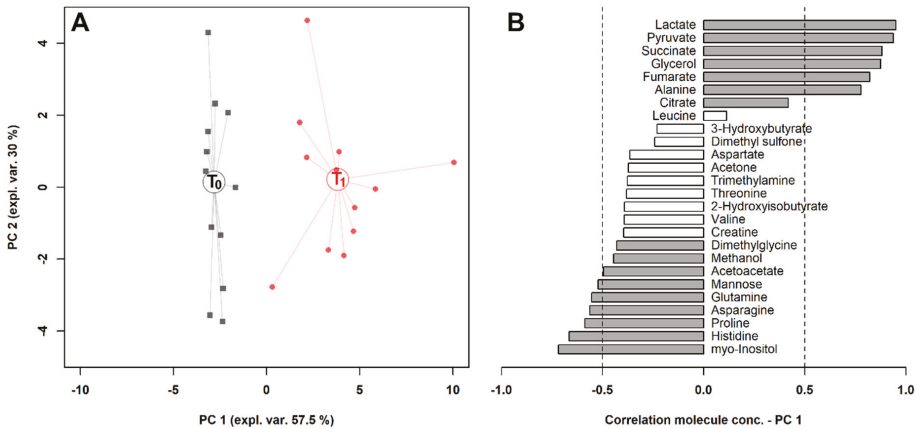 A
4
2
0
-2
-4
PC 2 (expl. var. 30 %)
T0
T1
-10
-5
0
5
10
PC 1 (expl. var. 57.5 %)
B
Lactate
Pyruvate
Succinate
Glycerol
Fumarate
Alanine
Citrate
Leucine
3-Hydroxybutyrate
Dimethyl sulfone
Aspartate
Acetone
Trimethylamine
Threonine
2-Hydroxyisobutyrate
Valine
Creatine
Dimethylglycine
Methanol
Acetoacetate
Mannose
Glutamine
Asparagine
Proline
Histidine
myo-Inositol
-1.0
-0.5
0.0
0.5
1.0
Correlation molecule conc. - PC 1